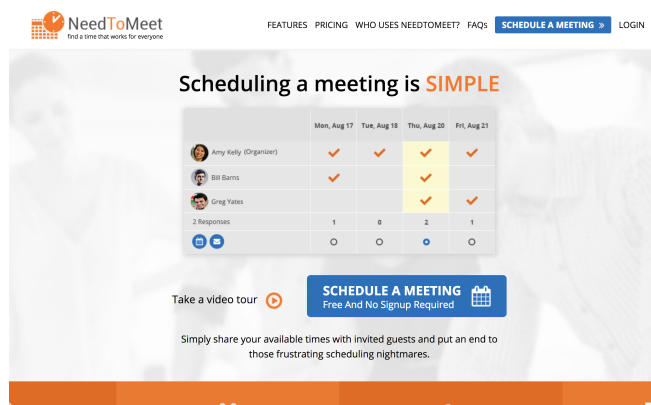 NeedToMeet
find a time that works for everyone
FEATURES PRICING WHO USES NEEDTOMEET? FAQs SCHEDULE A MEETING » LOGIN
Scheduling a meeting is SIMPLE
Mon, Aug 17 Tue, Aug 18 Thu, Aug 20 Fri, Aug 21
Amy Kelly (Organizer)
Bill Barns
Greg Yates
2 Responses 1 0 2 1
Take a video tour
SCHEDULE A MEETING
Free And No Signup Required
Simply share your available times with invited guests and put an end to
those frustrating scheduling nightmares.